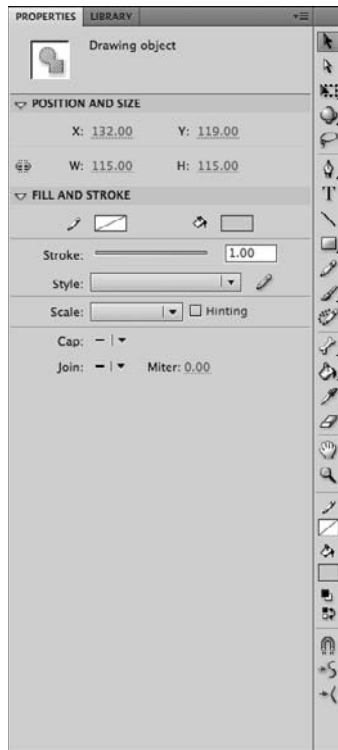 PROPERTIES LIBRARY
Drawing object
POSITION AND SIZE
X: 132.00 Y: 119.00
W: 115.00 H: 115.00
FILL AND STROKE
Stroke: 1.00
Style:
Scale: Hinting
Cap:
Join: Miter: 0.00
T